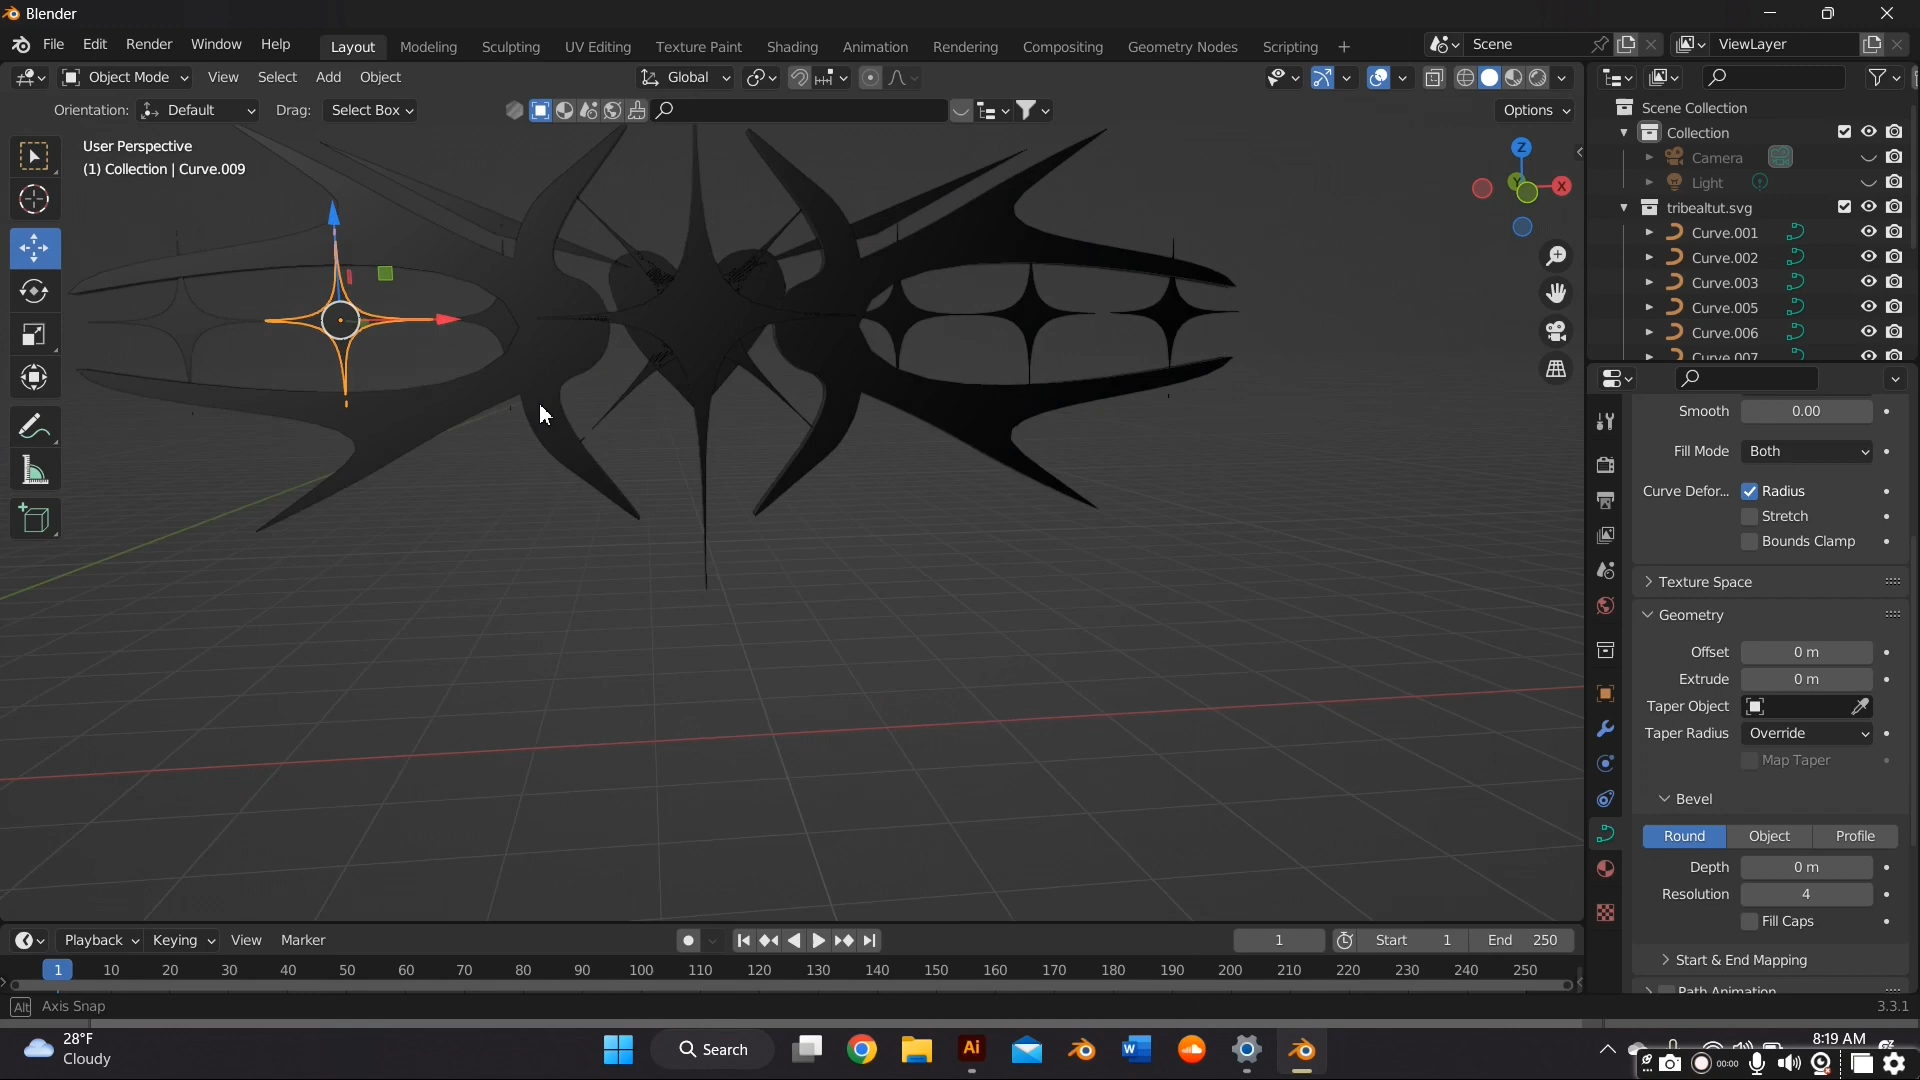 Blender
File Edit Render Window Help Layout Modeling Sculpting UV Editing Texture Paint Shading Animation Rendering Compositing Geometry Nodes Scripting + Scene ViewLayer
Object Mode View Select Add Object Global
Orientation: Default Drag: Select Box Options
User Perspective
(1) Collection | Curve.009
Z
Y
X
Scene Collection
Collection
Camera
Light
tribealtut.svg
Curve.001
Curve.002
Curve.003
Curve.005
Curve.006
Curve.007
Smooth 0.00
Fill Mode Both
Curve Defor... Radius
Stretch
Bounds Clamp
Texture Space
Geometry
Offset 0 m
Extrude 0 m
Taper Object
Taper Radius Override
Map Taper
Bevel
Round Object Profile
Depth 0 m
Resolution 4
Fill Caps
Start & End Mapping
Path Animation
Playback Keying View Marker 1 Start 1 End 250
1 10 20 30 40 50 60 70 80 90 100 110 120 130 140 150 160 170 180 190 200 210 220 230 240 250
Alt Axis Snap 3.3.1
28°F
Cloudy
Search
Ai
W
8:19 AM
00:00